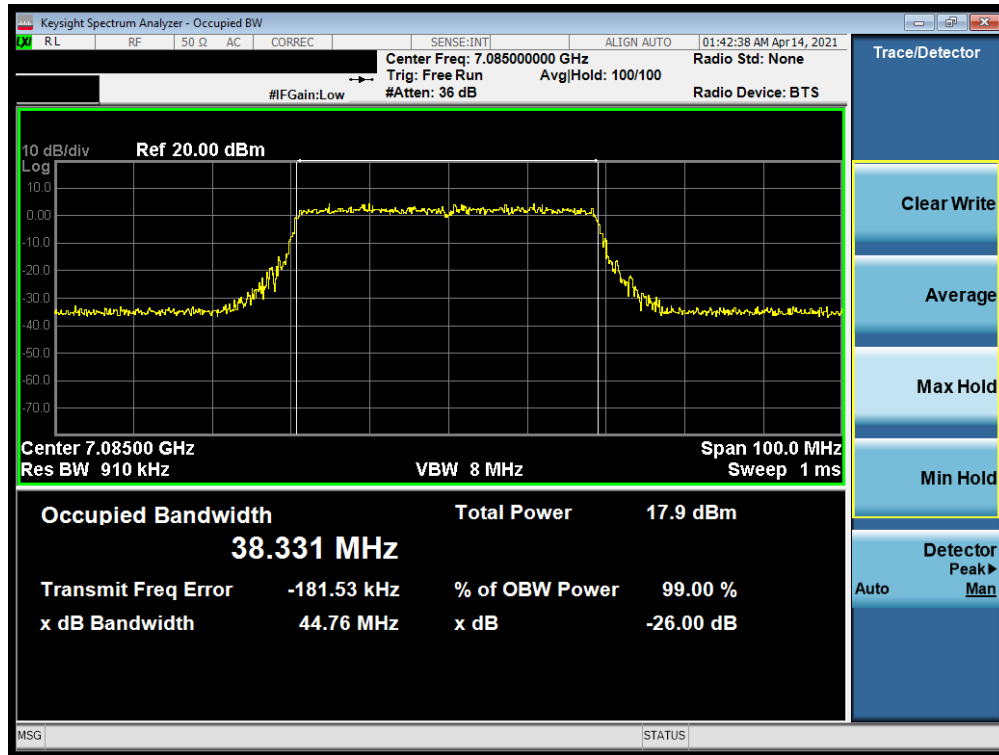 Keysight Spectrum Analyzer - Occupied BW
LXI RL RF 50 Ω AC CORREC SENSE:INT ALIGN AUTO 01:42:38 AM Apr 14, 2021
Center Freq: 7.085000000 GHz Radio Std: None
Trig: Free Run Avg|Hold: 100/100
#IFGain:Low #Atten: 36 dB Radio Device: BTS
10 dB/div Ref 20.00 dBm
Log
10.0
0.00
-10.0
-20.0
-30.0
-40.0
-50.0
-60.0
-70.0
Center 7.08500 GHz Span 100.0 MHz
Res BW 910 kHz VBW 8 MHz Sweep 1 ms
Occupied Bandwidth Total Power 17.9 dBm
38.331 MHz
Transmit Freq Error -181.53 kHz % of OBW Power 99.00 %
x dB Bandwidth 44.76 MHz x dB -26.00 dB
MSG STATUS
Trace/Detector
Clear Write
Average
Max Hold
Min Hold
Detector
Peak▶
Auto Man